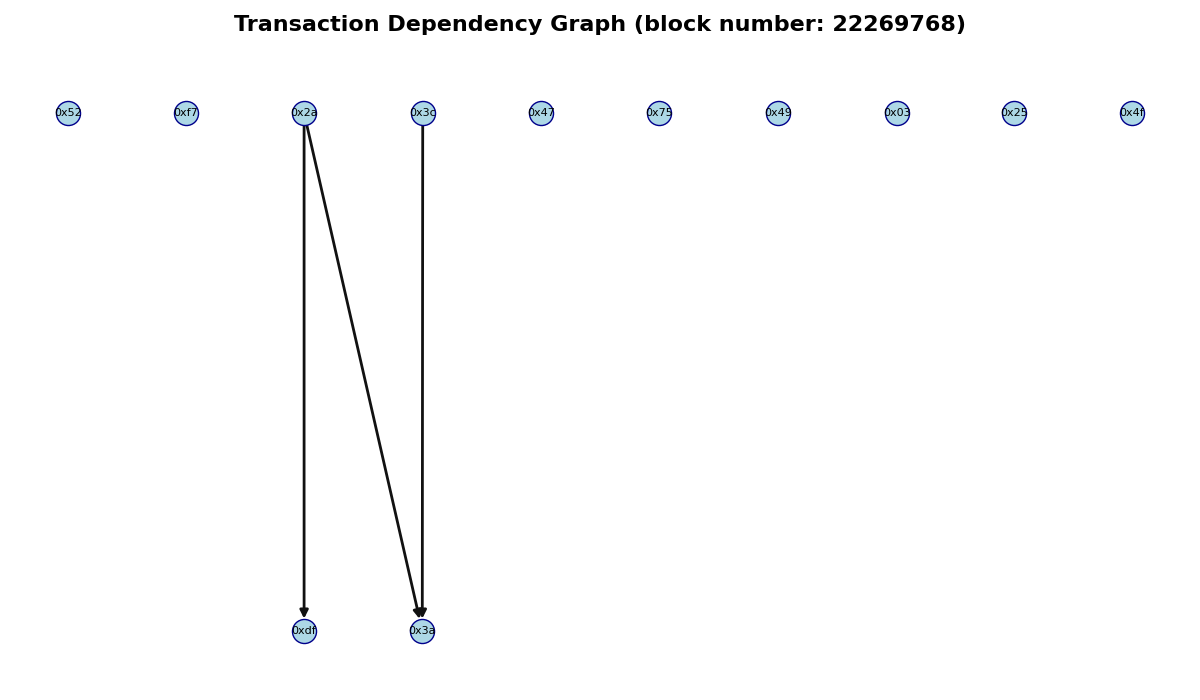 Transaction Dependency Graph (block number: 22269768)
0x52 0xf7 0x2a 0x3c 0x47 0x75 0x49 0x03 0x25 0x4f
0xdf 0x3a